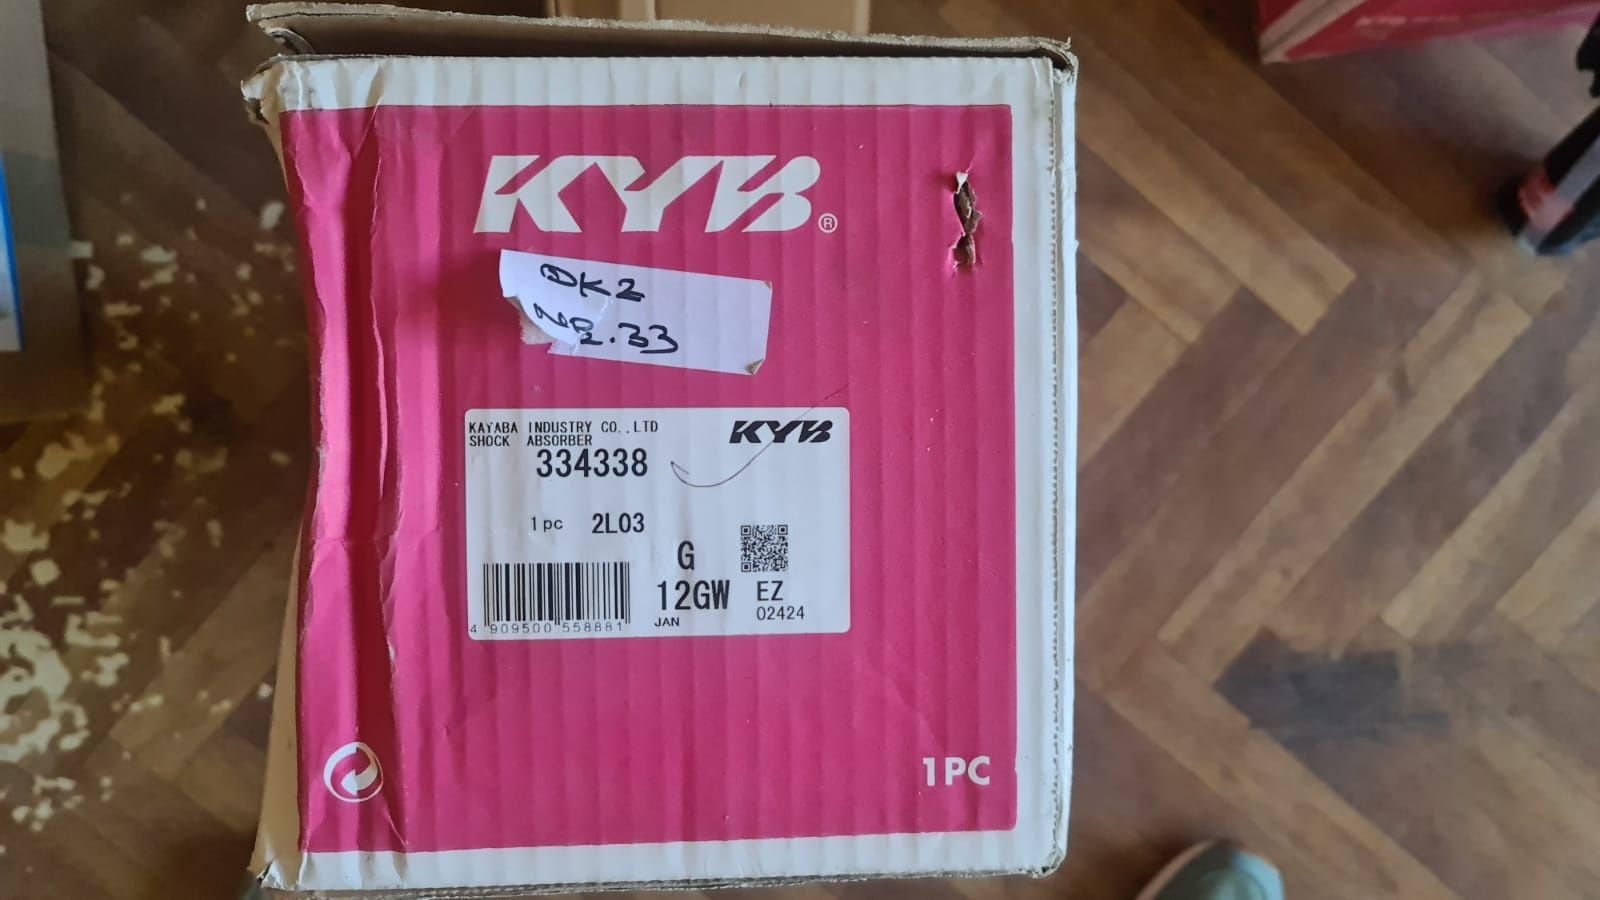 KYB®
DK2
NR.33
KAYABA INDUSTRY CO.,LTD
SHOCK ABSORBER
KYB
334338
1pc 2L03
G
12GW EZ
02424
4 909500 558881
JAN
1PC